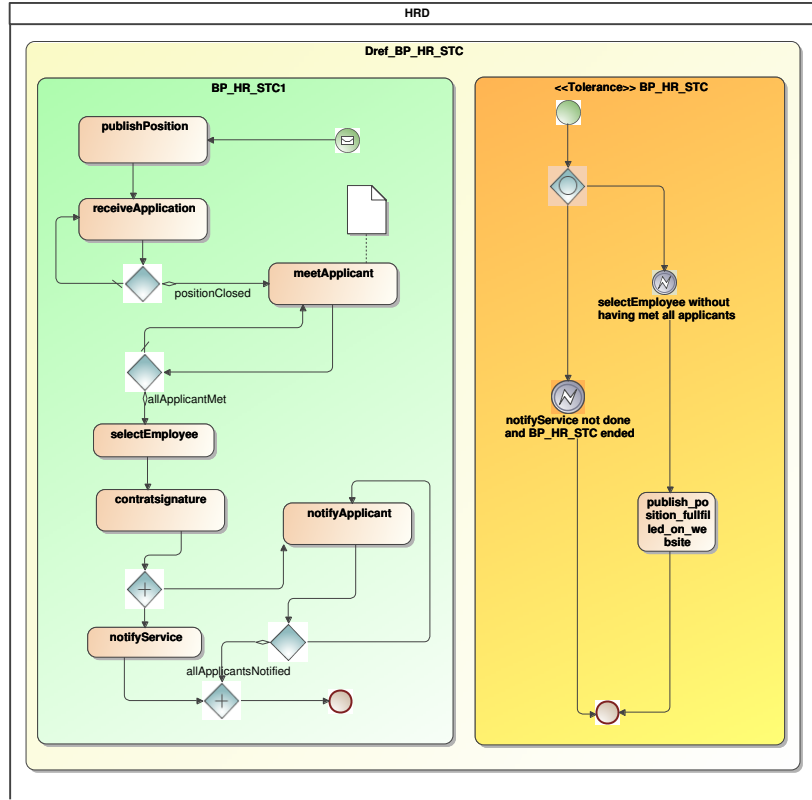 HRD
Dref_BP_HR_STC
BP_HR_STC1
publishPosition
receiveApplication
positionClosed
meetApplicant
allApplicantMet
selectEmployee
contratsignature
notifyApplicant
notifyService
allApplicantsNotified
<<Tolerance>> BP_HR_STC
selectEmployee without
having met all applicants
notifyService not done
and BP_HR_STC ended
publish_po
sition_fullfil
led_on_we
bsite